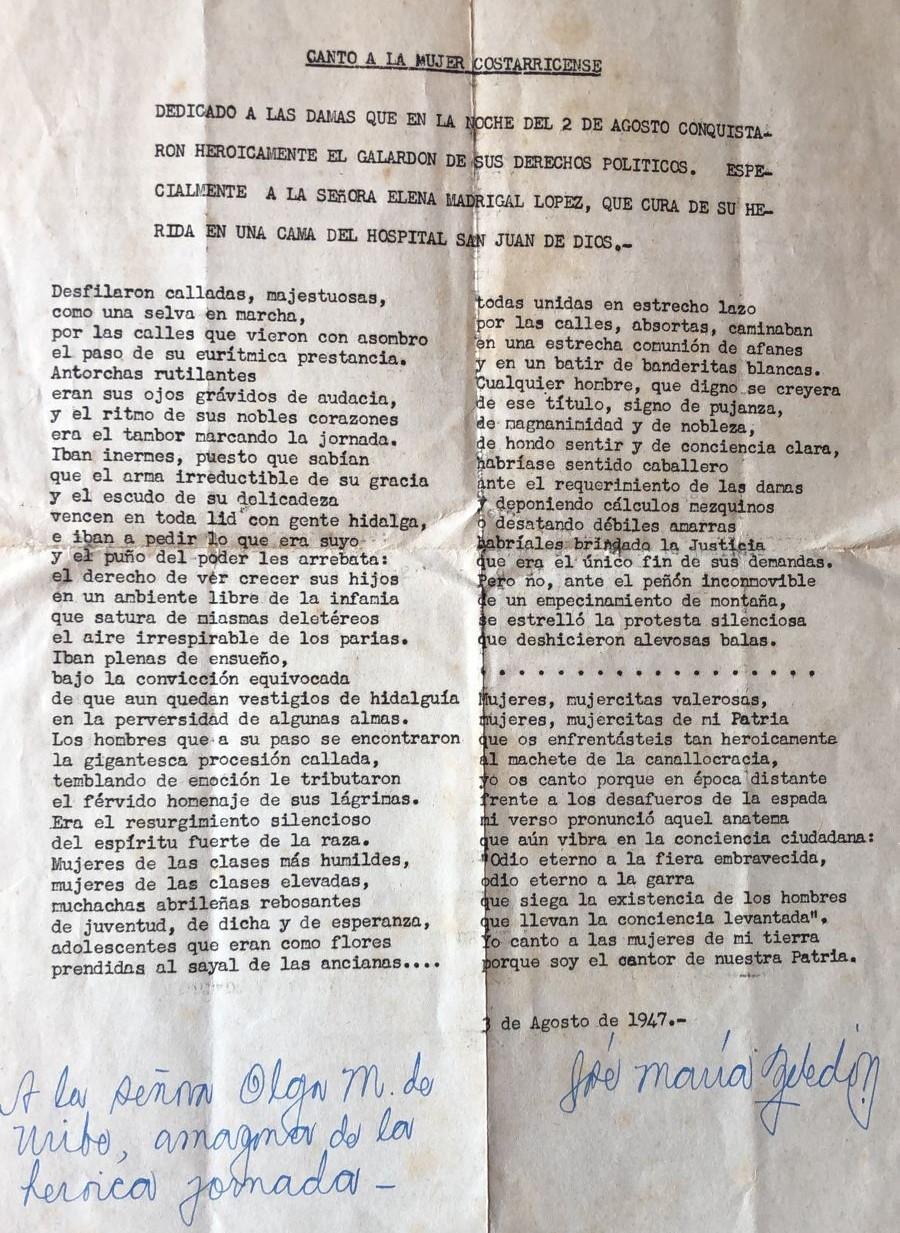 CANTO A LA MUJER COSTARRICENSE
DEDICADO A LAS DAMAS QUE EN LA NOCHE DEL 2 DE AGOSTO CONQUISTA-
RON HEROICAMENTE EL GALARDON DE SUS DERECHOS POLITICOS. ESPE-
CIALMENTE A LA SEñORA ELENA MADRIGAL LOPEZ, QUE CURA DE SU HE-
RIDA EN UNA CAMA DEL HOSPITAL SAN JUAN DE DIOS.-
Desfilaron calladas, majestuosas,
como una selva en marcha,
por las calles que vieron con asombro
el paso de su eurítmica prestancia.
Antorchas rutilantes
eran sus ojos grávidos de audacia,
y el ritmo de sus nobles corazones
era el tambor marcando la jornada.
Iban inermes, puesto que sabían
que el arma irreductible de su gracia
y el escudo de su delicadeza
vencen en toda lid con gente hidalga,
e iban a pedir lo que era suyo
y el puño del poder les arrebata:
el derecho de ver crecer sus hijos
en un ambiente libre de la infamia
que satura de miasmas deletéreos
el aire irrespirable de los parias.
Iban plenas de ensueño,
bajo la convicción equivocada
de que aun quedan vestigios de hidalguía
en la perversidad de algunas almas.
Los hombres que a su paso se encontraron
la gigantesca procesión callada,
temblando de emoción le tributaron
el férvido homenaje de sus lágrimas.
Era el resurgimiento silencioso
del espíritu fuerte de la raza.
Mujeres de las clases más humildes,
mujeres de las clases elevadas,
muchachas abrileñas rebosantes
de juventud, de dicha y de esperanza,
adolescentes que eran como flores
prendidas al sayal de las ancianas....
todas unidas en estrecho lazo
por las calles, absortas, caminaban
en una estrecha comunión de afanes
y en un batir de banderitas blancas.
Cualquier hombre, que digno se creyera
de ese título, signo de pujanza,
de magnanimidad y de nobleza,
de hondo sentir y de conciencia clara,
habríase sentido caballero
ante el requerimiento de las damas
y deponiendo cálculos mezquinos
o desatando débiles amarras
habríales brindado la Justicia
que era el único fin de sus demandas.
Pero no, ante el peñón inconmovible
de un empecinamiento de montaña,
se estrelló la protesta silenciosa
que deshicieron alevosas balas.
. . . . . . . . . . . . . . . . . .
Mujeres, mujercitas valerosas,
mujeres, mujercitas de mi Patria
que os enfrentásteis tan heroicamente
al machete de la canallocracia,
yo os canto porque en época distante
frente a los desafueros de la espada
mi verso pronunció aquel anatema
que aún vibra en la conciencia ciudadana:
"Odio eterno a la fiera embravecida,
odio eterno a la garra
que siega la existencia de los hombres
que llevan la conciencia levantada".
Yo canto a las mujeres de mi tierra
porque soy el cantor de nuestra Patria.
3 de Agosto de 1947.-
José maría Zeledón
A la señora Olga M. de
Uribe, amazona de la
heroica jornada -